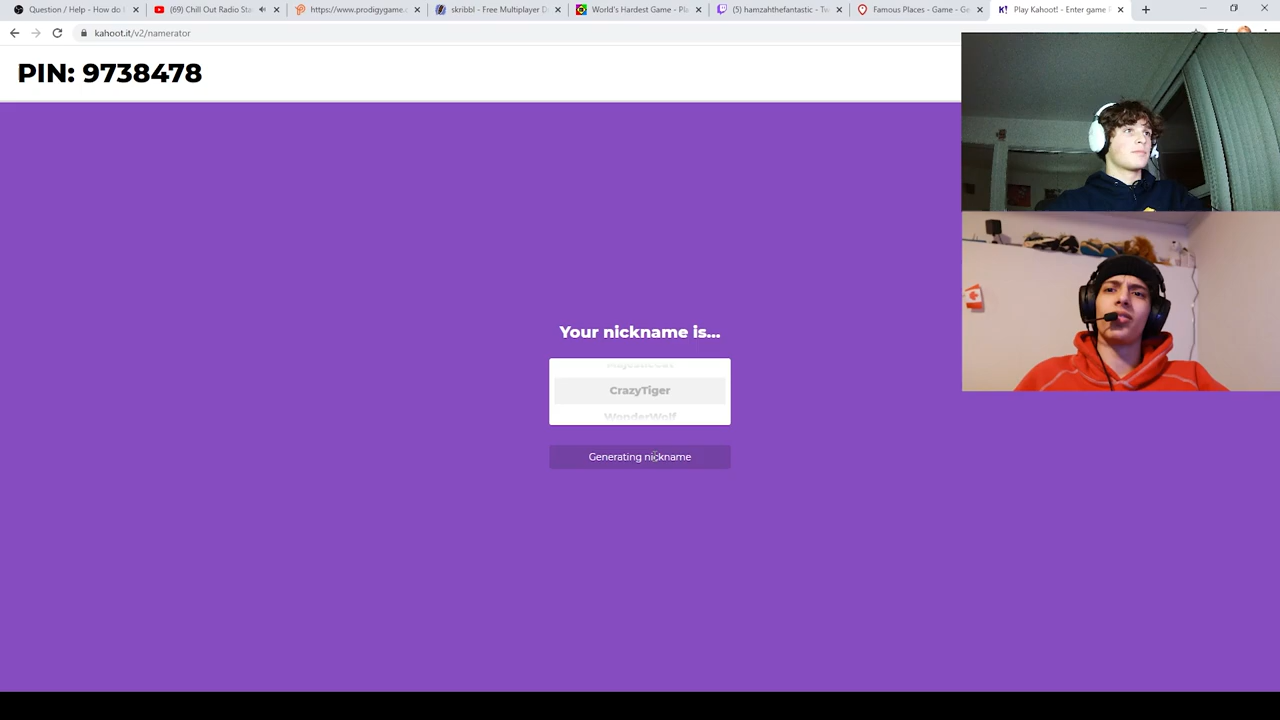 Question / Help - How do
(69) Chill Out Radio Sta
https://www.prodigygame.
skribbl - Free Multiplayer D
World's Hardest Game - Pla
(5) hamzahthefantastic - Tw
Famous Places - Game - Ge
Play Kahoot! - Enter game
kahoot.it/v2/namerator
PIN: 9738478
Your nickname is...
CrazyTiger
WonderWolf
Generating nickname